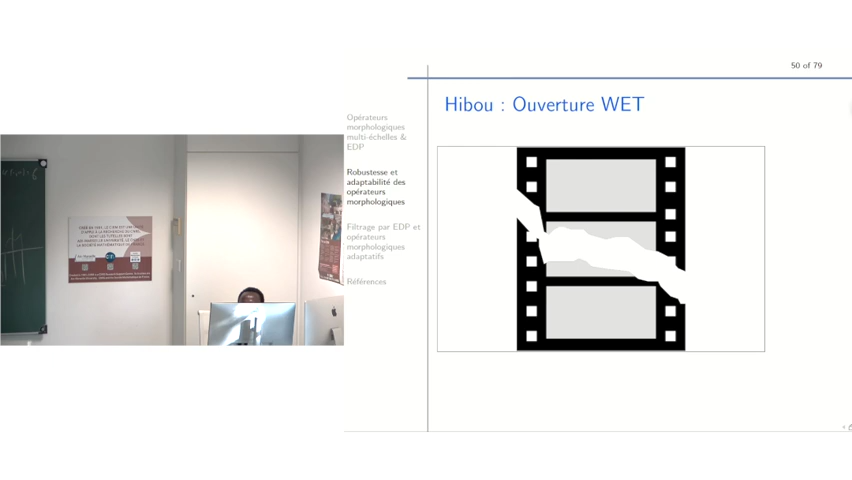 50 of 79
Hibou : Ouverture WET
Opérateurs
morphologiques
multi-échelles &
EDP
Robustesse et
adaptabilité des
opérateurs
morphologiques
Filtrage par EDP et
opérateurs
morphologiques
adaptatifs
Références